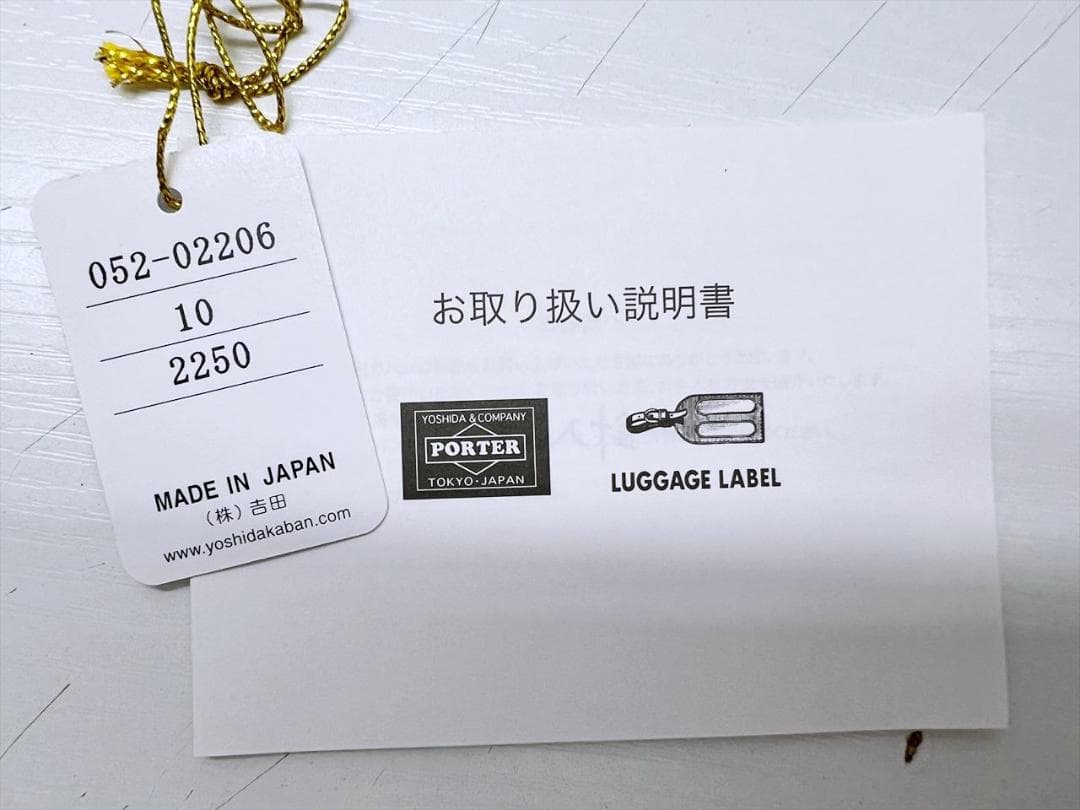 052-02206
10
2250
MADE IN JAPAN
(株)吉田
www.yoshidakaban.com
お取り扱い説明書
YOSHIDA & COMPANY
PORTER
TOKYO・JAPAN
LUGGAGE LABEL